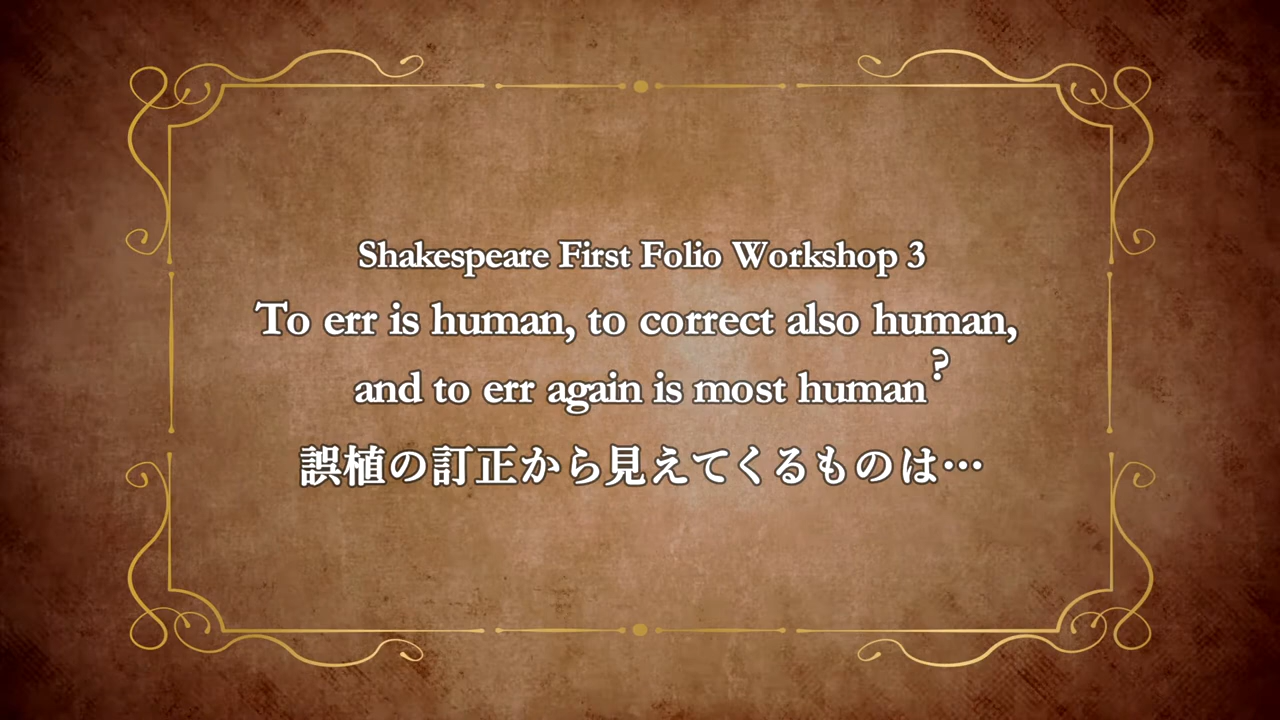 Shakespeare First Folio Workshop 3
To err is human, to correct also human,
and to err again is most human?
誤植の訂正から見えてくるものは…